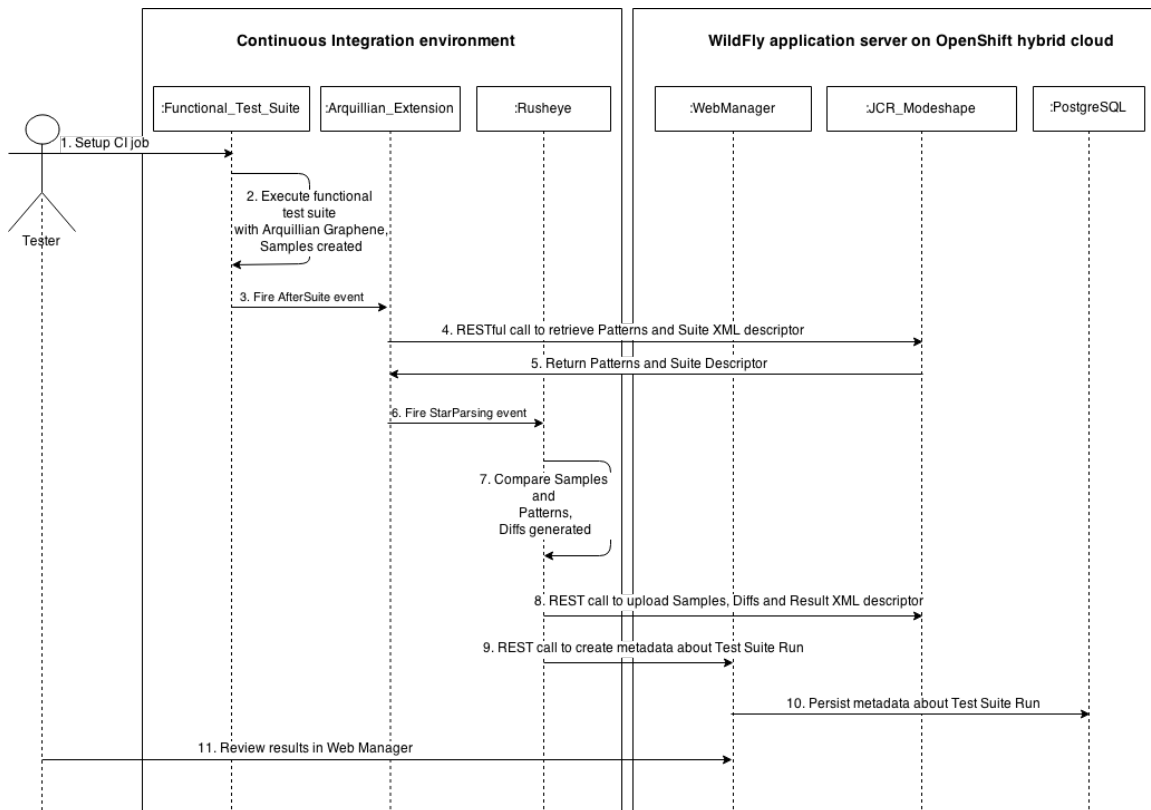 Continuous Integration environment
WildFly application server on OpenShift hybrid cloud
:Functional_Test_Suite
:Arquillian_Extension
:Rusheye
:WebManager
:JCR_Modeshape
:PostgreSQL
1. Setup CI job
Tester
2. Execute functional
test suite
with Arquillian Graphene,
Samples created
3. Fire AfterSuite event
4. RESTful call to retrieve Patterns and Suite XML descriptor
5. Return Patterns and Suite Descriptor
6. Fire StarParsing event
7. Compare Samples
and
Patterns,
Diffs generated
8. REST call to upload Samples, Diffs and Result XML descriptor
9. REST call to create metadata about Test Suite Run
10. Persist metadata about Test Suite Run
11. Review results in Web Manager